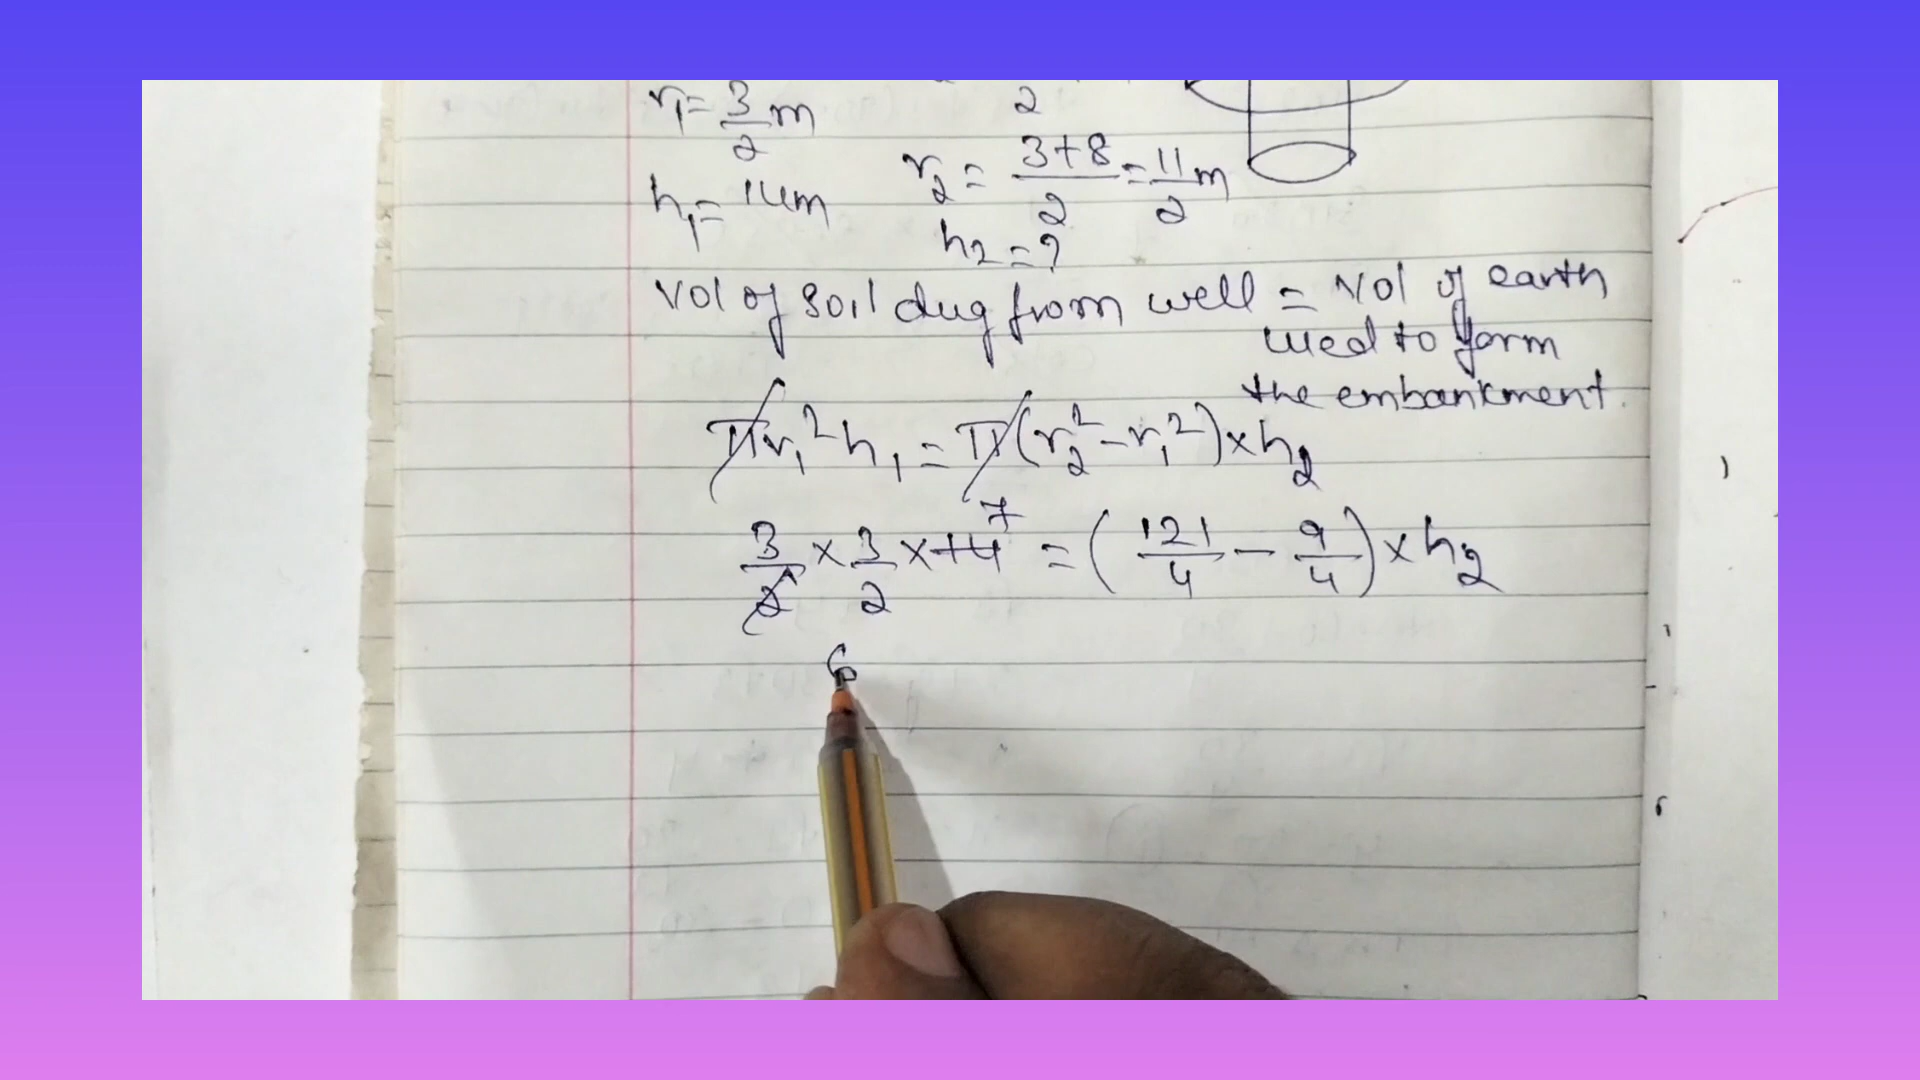 r₁ = 3/2 m
2
r₂ = (3+8)/2 = 11/2 m
h₁ = 14m
h₂ = ?
Vol of soil dug from well = Vol of earth
used to form
the embankment.
πr₁²h₁ = π(r₂² - r₁²) × h₂
3/2 × 3/2 × 14 7 = (121/4 - 9/4) × h₂
6